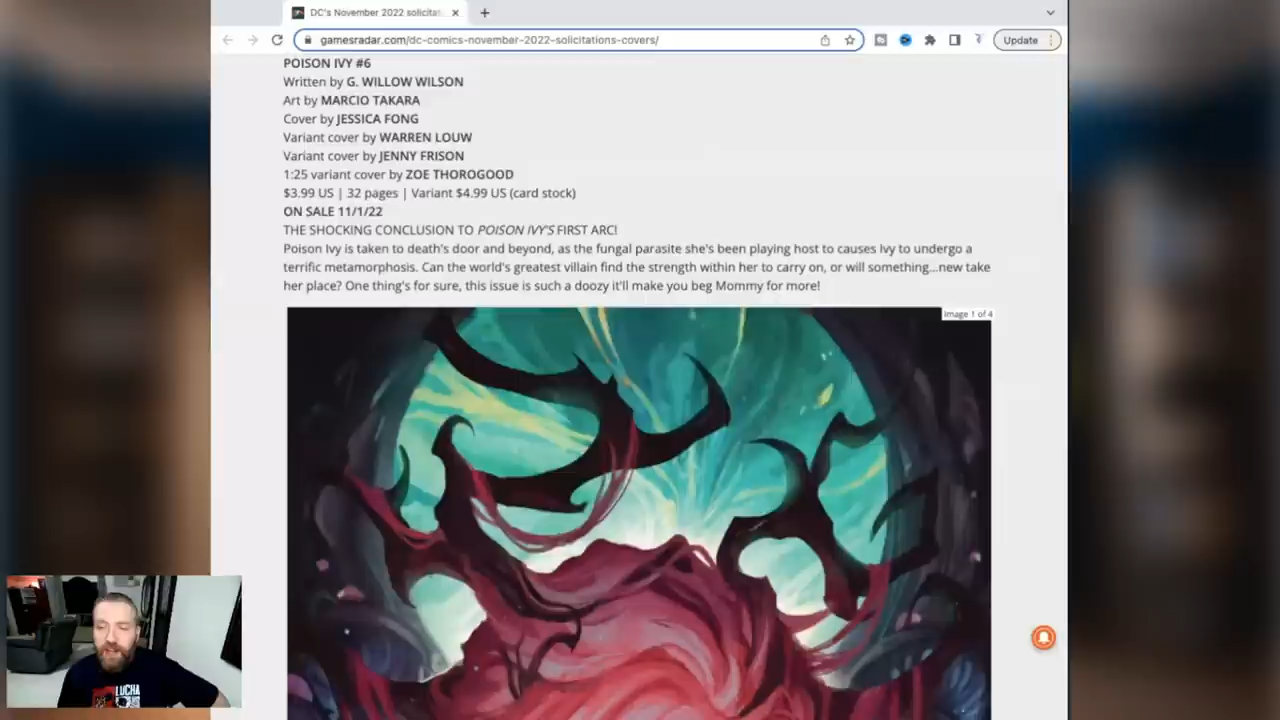 DC's November 2022 solicitat
gamesradar.com/dc-comics-november-2022-solicitations-covers/
Update
POISON IVY #6
Written by G. WILLOW WILSON
Art by MARCIO TAKARA
Cover by JESSICA FONG
Variant cover by WARREN LOUW
Variant cover by JENNY FRISON
1:25 variant cover by ZOE THOROGOOD
$3.99 US | 32 pages | Variant $4.99 US (card stock)
ON SALE 11/1/22
THE SHOCKING CONCLUSION TO POISON IVY'S FIRST ARC!
Poison Ivy is taken to death's door and beyond, as the fungal parasite she's been playing host to causes Ivy to undergo a
terrific metamorphosis. Can the world's greatest villain find the strength within her to carry on, or will something...new take
her place? One thing's for sure, this issue is such a doozy it'll make you beg Mommy for more!
Image 1 of 4
LUCHA